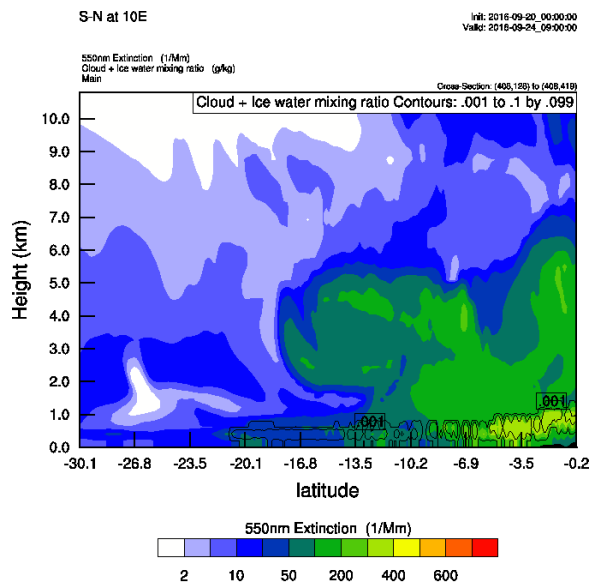 S-N at 10E
Init: 2016-09-20_00:00:00
Valid: 2016-09-24_09:00:00
550nm Extinction (1/Mm)
Cloud + Ice water mixing ratio (g/kg)
Main
Cross-Section: (408,126) to (408,419)
Cloud + Ice water mixing ratio Contours: .001 to .1 by .099
10.0
9.0
8.0
7.0
6.0
5.0
4.0
3.0
2.0
1.0
0.0
Height (km)
.001
.001
-30.1 -26.8 -23.5 -20.1 -16.8 -13.5 -10.2 -6.9 -3.5 -0.2
latitude
550nm Extinction (1/Mm)
2 10 50 200 400 600